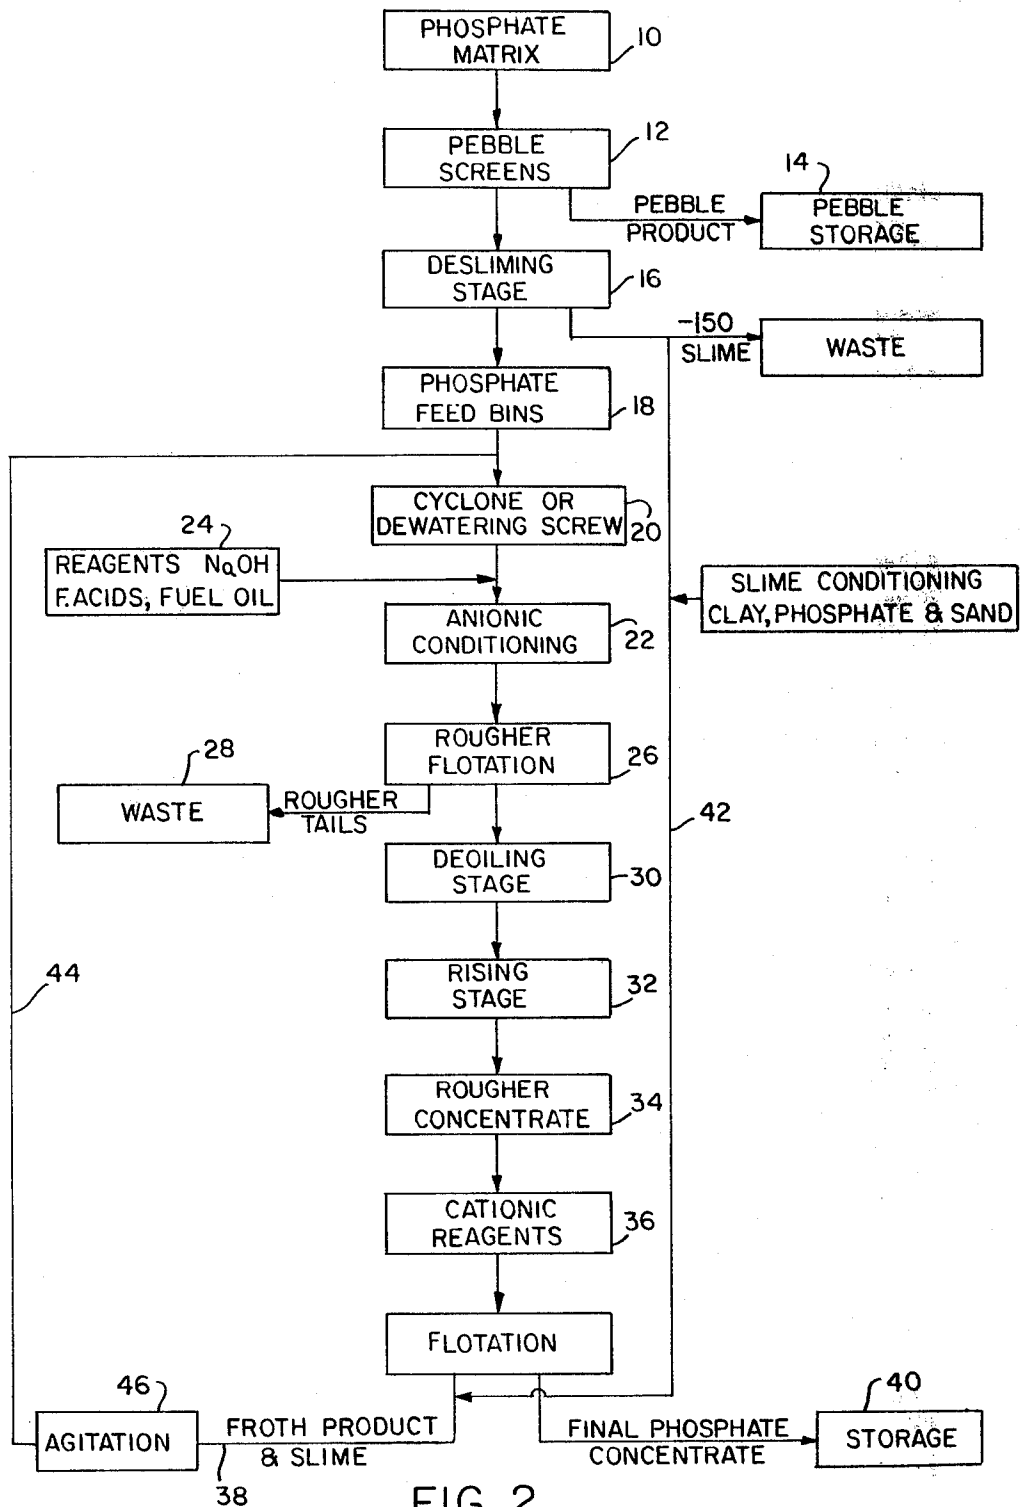 PHOSPHATE
MATRIX
10
PEBBLE
SCREENS
12
PEBBLE
PRODUCT
14
PEBBLE
STORAGE
DESLIMING
STAGE
16
-150
SLIME
WASTE
PHOSPHATE
FEED BINS
18
CYCLONE OR
DEWATERING SCREW
20
24
REAGENTS NaOH
F.ACIDS, FUEL OIL
SLIME CONDITIONING
CLAY, PHOSPHATE & SAND
ANIONIC
CONDITIONING
22
ROUGHER
FLOTATION
26
28
WASTE
ROUGHER
TAILS
42
DEOILING
STAGE
30
44
RISING
STAGE
32
ROUGHER
CONCENTRATE
34
CATIONIC
REAGENTS
36
FLOTATION
46
AGITATION
FROTH PRODUCT
& SLIME
38
FINAL PHOSPHATE
CONCENTRATE
40
STORAGE
FIG. 2